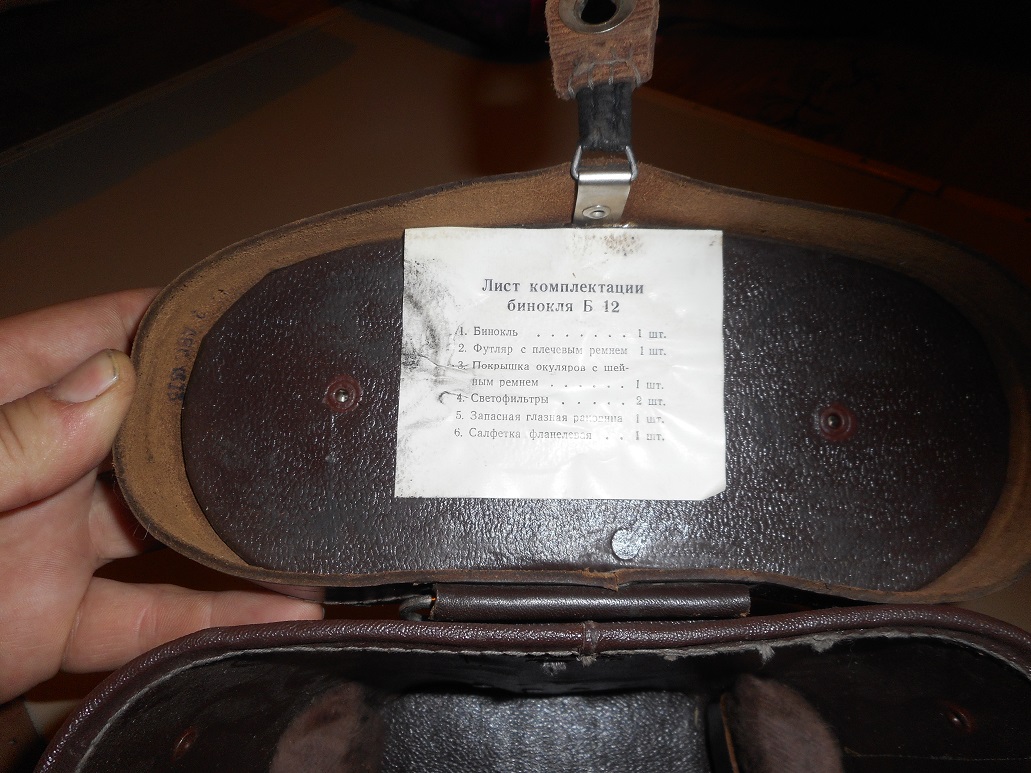 Лист комплектации
бинокля Б 12
1. Бинокль . . . . . . . 1 шт.
2. Футляр с плечевым ремнем 1 шт.
3. Покрышка окуляров с шей-
ным ремнем . . . . . . 1 шт.
4. Светофильтры . . . . . 2 шт.
5. Запасная глазная раковина 1 шт.
6. Салфетка фланелевая . . . 1 шт.